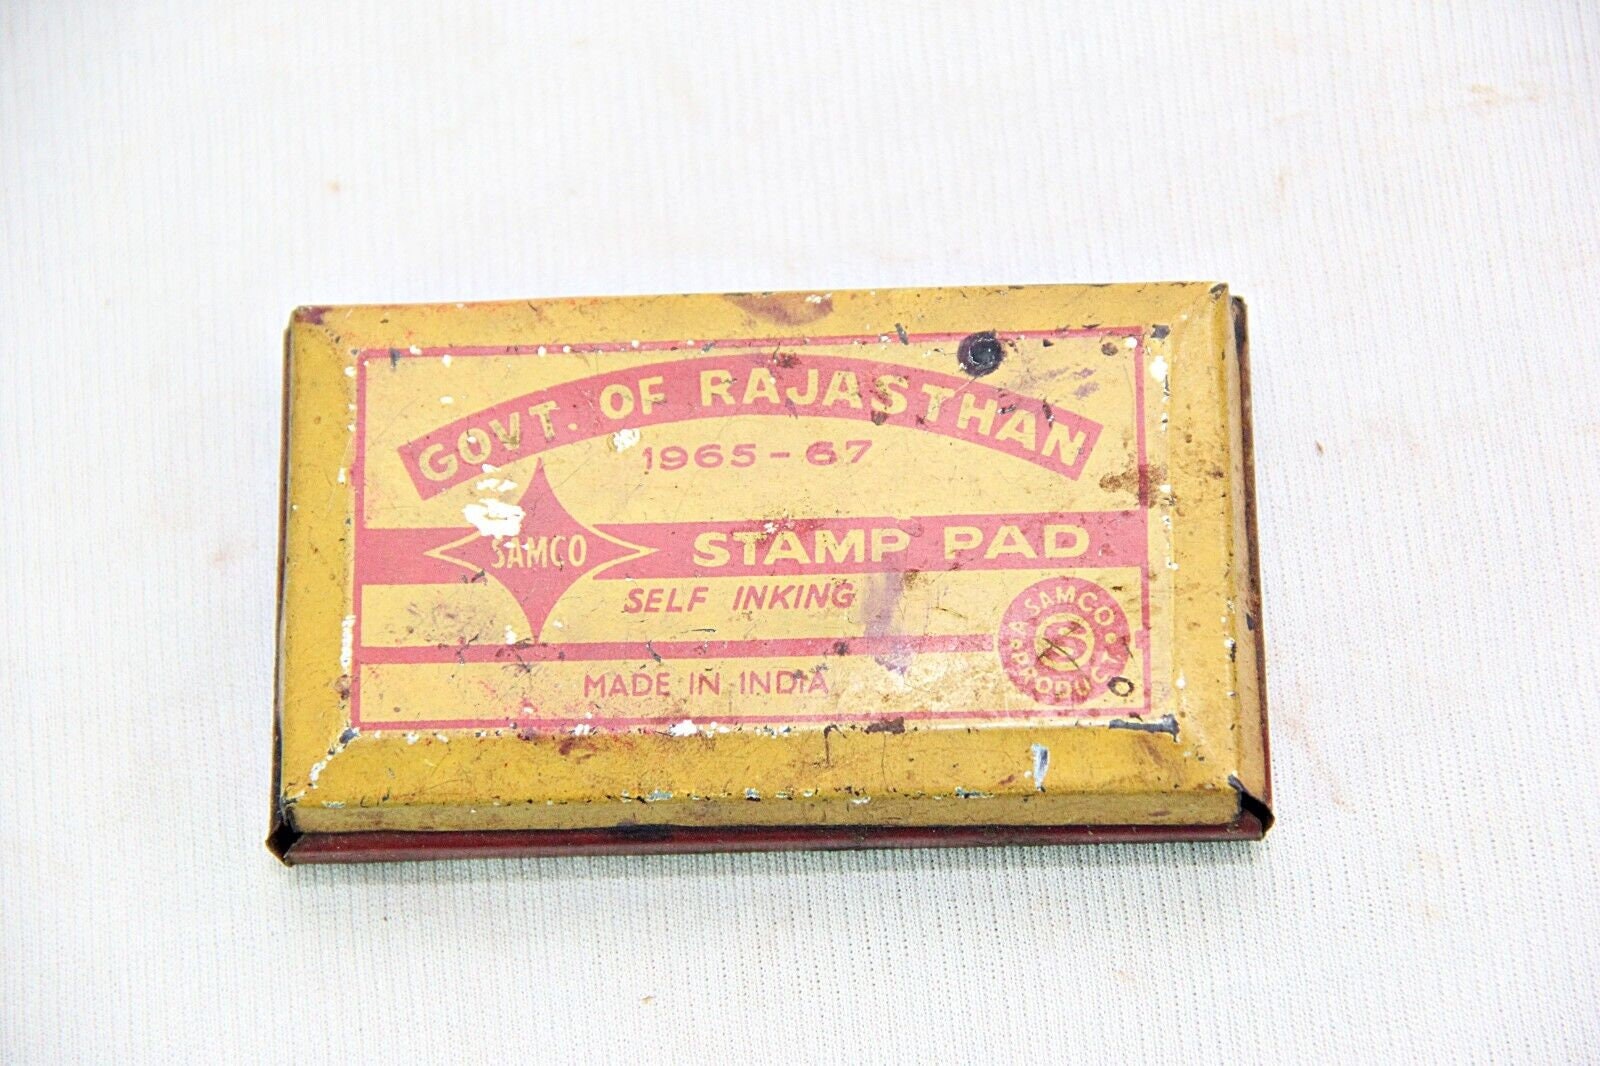 GOVT. OF RAJASTHAN
1965-67
SAMCO STAMP PAD
SELF INKING
A SAMCO PRODUCT
S
MADE IN INDIA